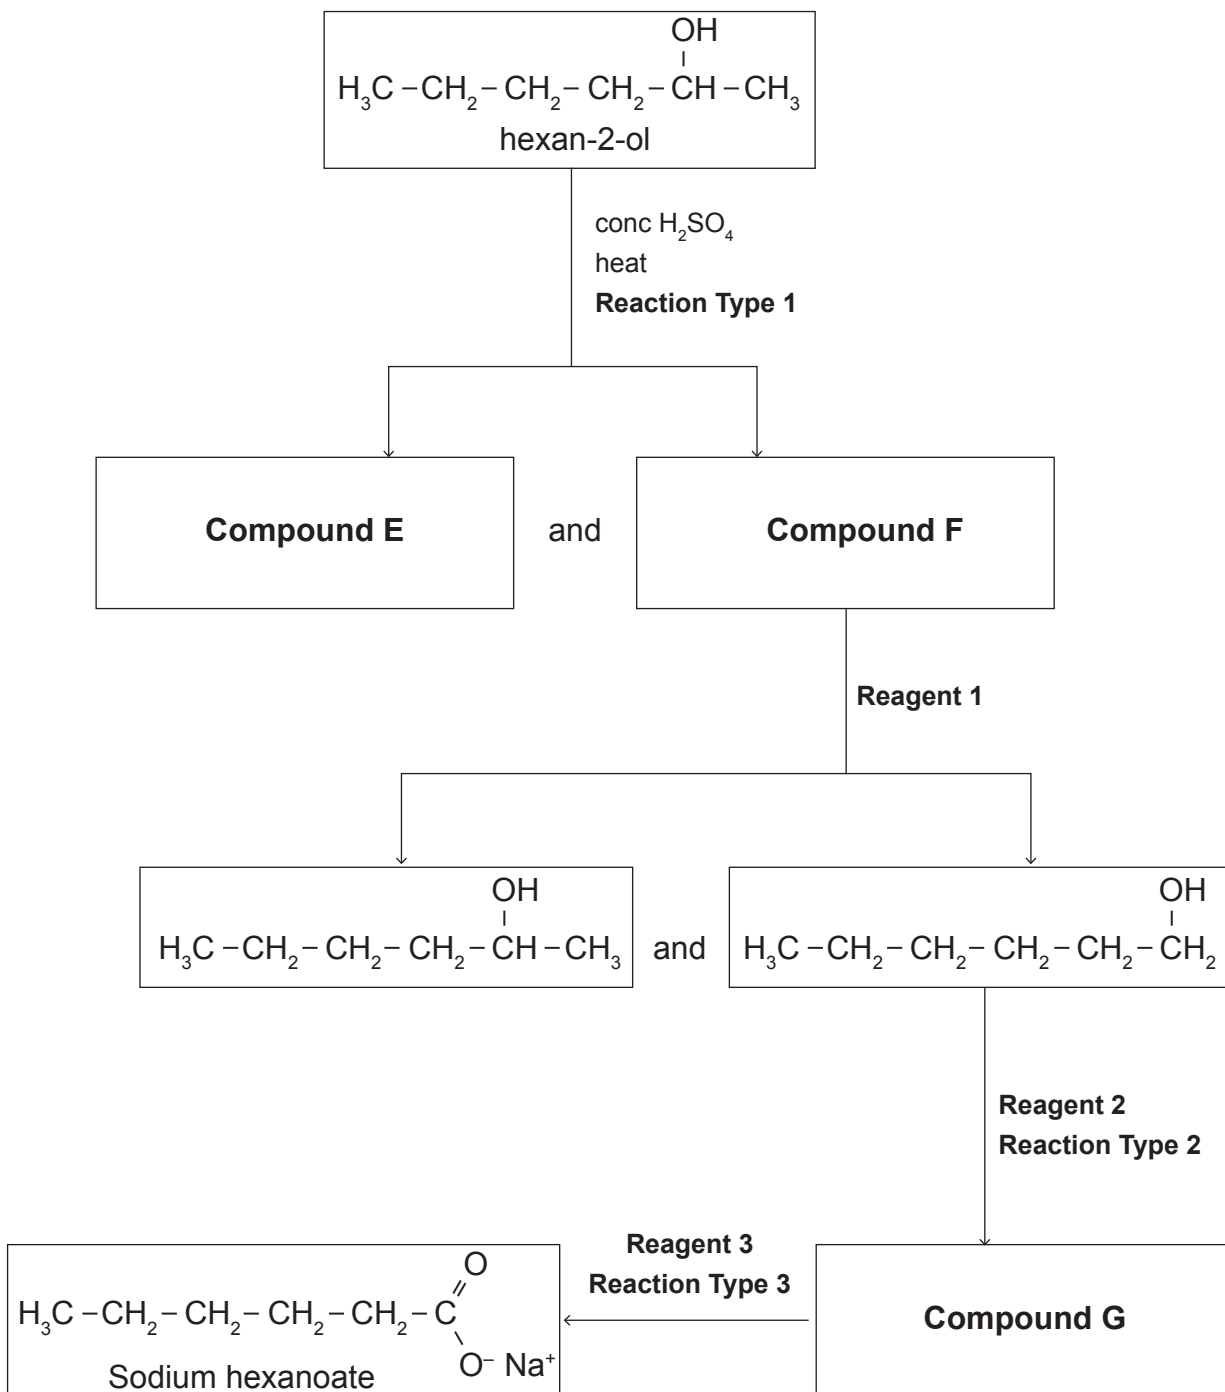 OH
H₃C – CH₂ – CH₂ – CH₂ – CH – CH₃
hexan-2-ol
conc H₂SO₄
heat
Reaction Type 1
Compound E and Compound F
Reagent 1
OH OH
H₃C – CH₂ – CH₂ – CH₂ – CH – CH₃ and H₃C – CH₂ – CH₂ – CH₂ – CH₂ – CH₂
Reagent 2
Reaction Type 2
Reagent 3
Reaction Type 3
O
H₃C – CH₂ – CH₂ – CH₂ – CH₂ – C
O⁻ Na⁺
Sodium hexanoate
Compound G